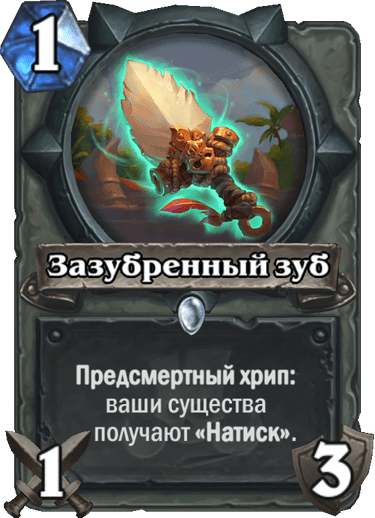 1
Зазубренный зуб
Предсмертный хрип:
ваши существа
получают «Натиск».
1
3